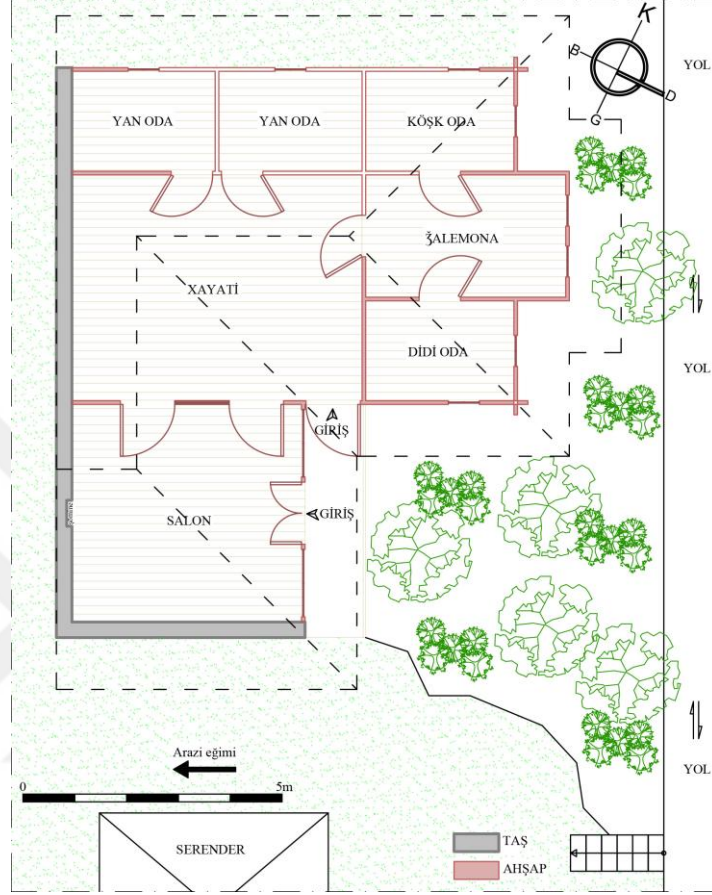 K
YOL
B
D
G
YAN ODA
YAN ODA
KÖŞK ODA
ǮALEMONA
XAYATİ
YOL
DİDİ ODA
GİRİŞ
SALON
GİRİŞ
Arazi eğimi
YOL
0
5m
SERENDER
TAŞ
AHŞAP